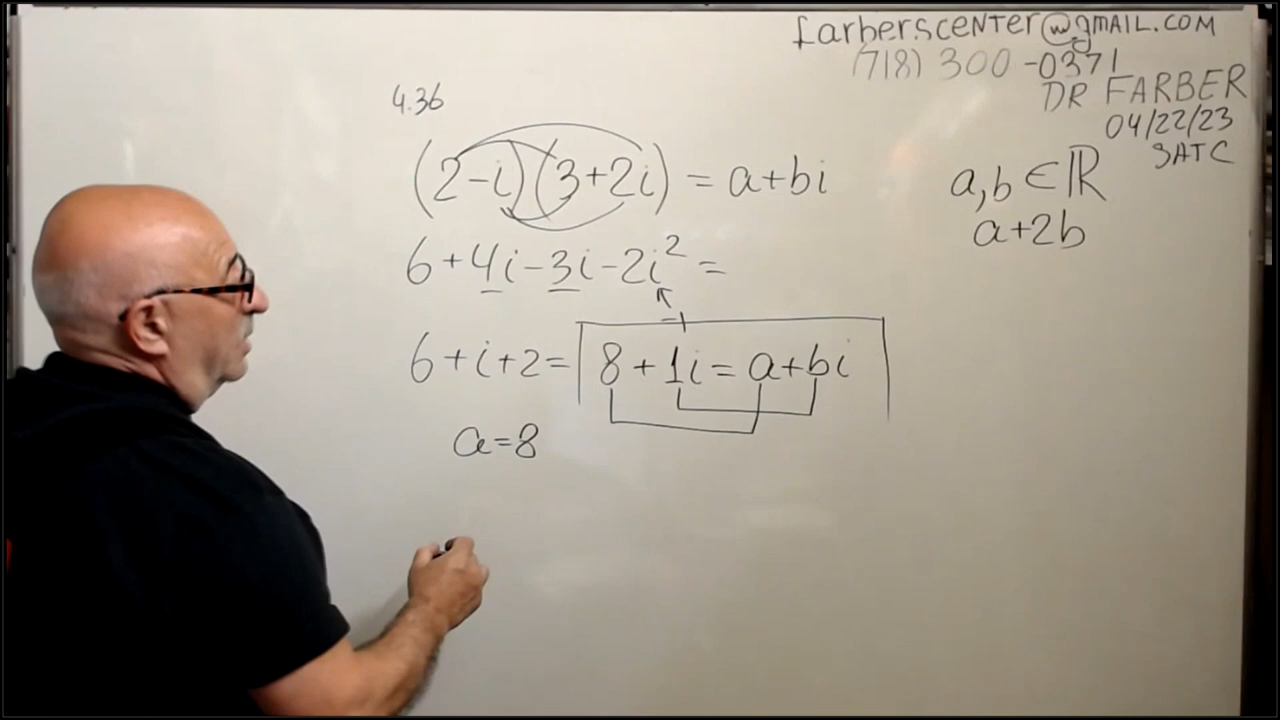 farberscenter@gmail.com
(718) 300-0371
DR FARBER
04/22/23
SATC
4.36
(2-i)(3+2i) = a+bi
a,b ∈ ℝ
a+2b
6+4i-3i-2i² =
-1
6+i+2= 8+1i=a+bi
a=8